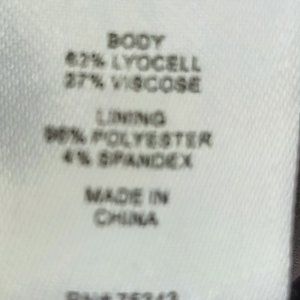 BODY
63% LYOCELL
37% VISCOSE
LINING
96% POLYESTER
4% SPANDEX
MADE IN
CHINA